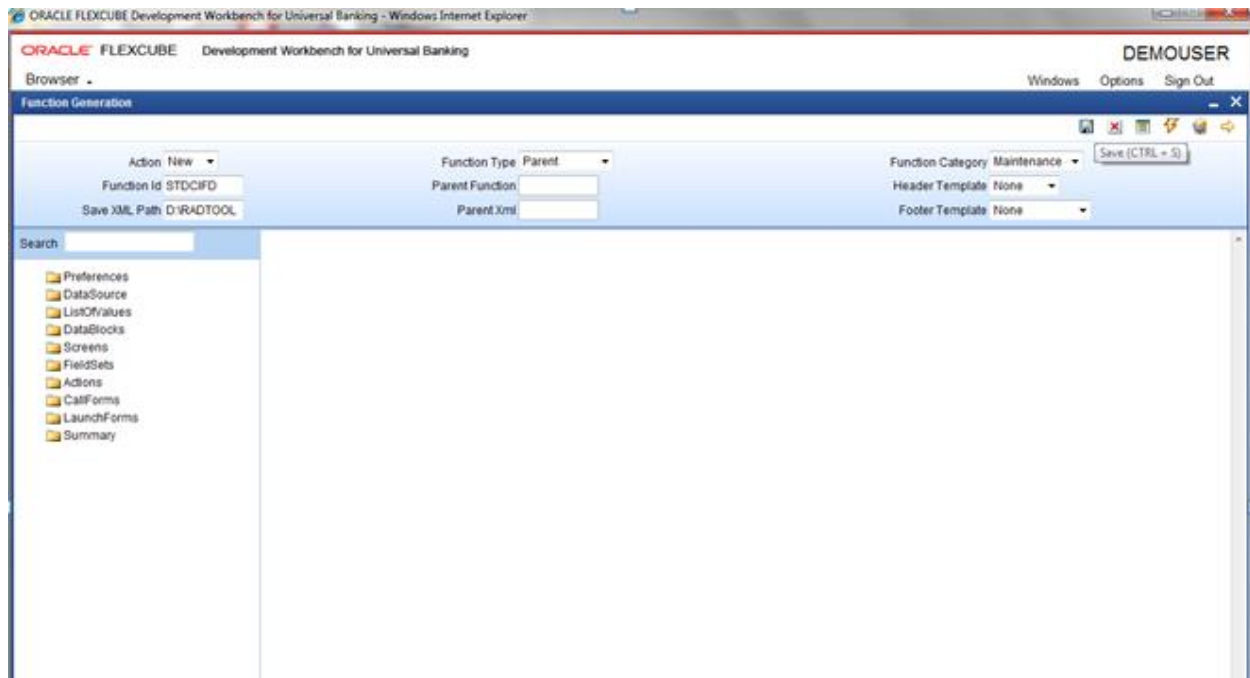 ORACLE FLEXCUBE Development Workbench for Universal Banking - Windows Internet Explorer
ORACLE FLEXCUBE Development Workbench for Universal Banking
DEMOUSER
Browser
Windows Options Sign Out
Function Generation
Action New Function Type Parent Function Category Maintenance Save (CTRL + S)
Function Id STDCIFD Parent Function Header Template None
Save XML Path D:\RADTOOL Parent Xml Footer Template None
Search
Preferences
DataSource
ListOfValues
DataBlocks
Screens
FieldSets
Actions
CallForms
LaunchForms
Summary